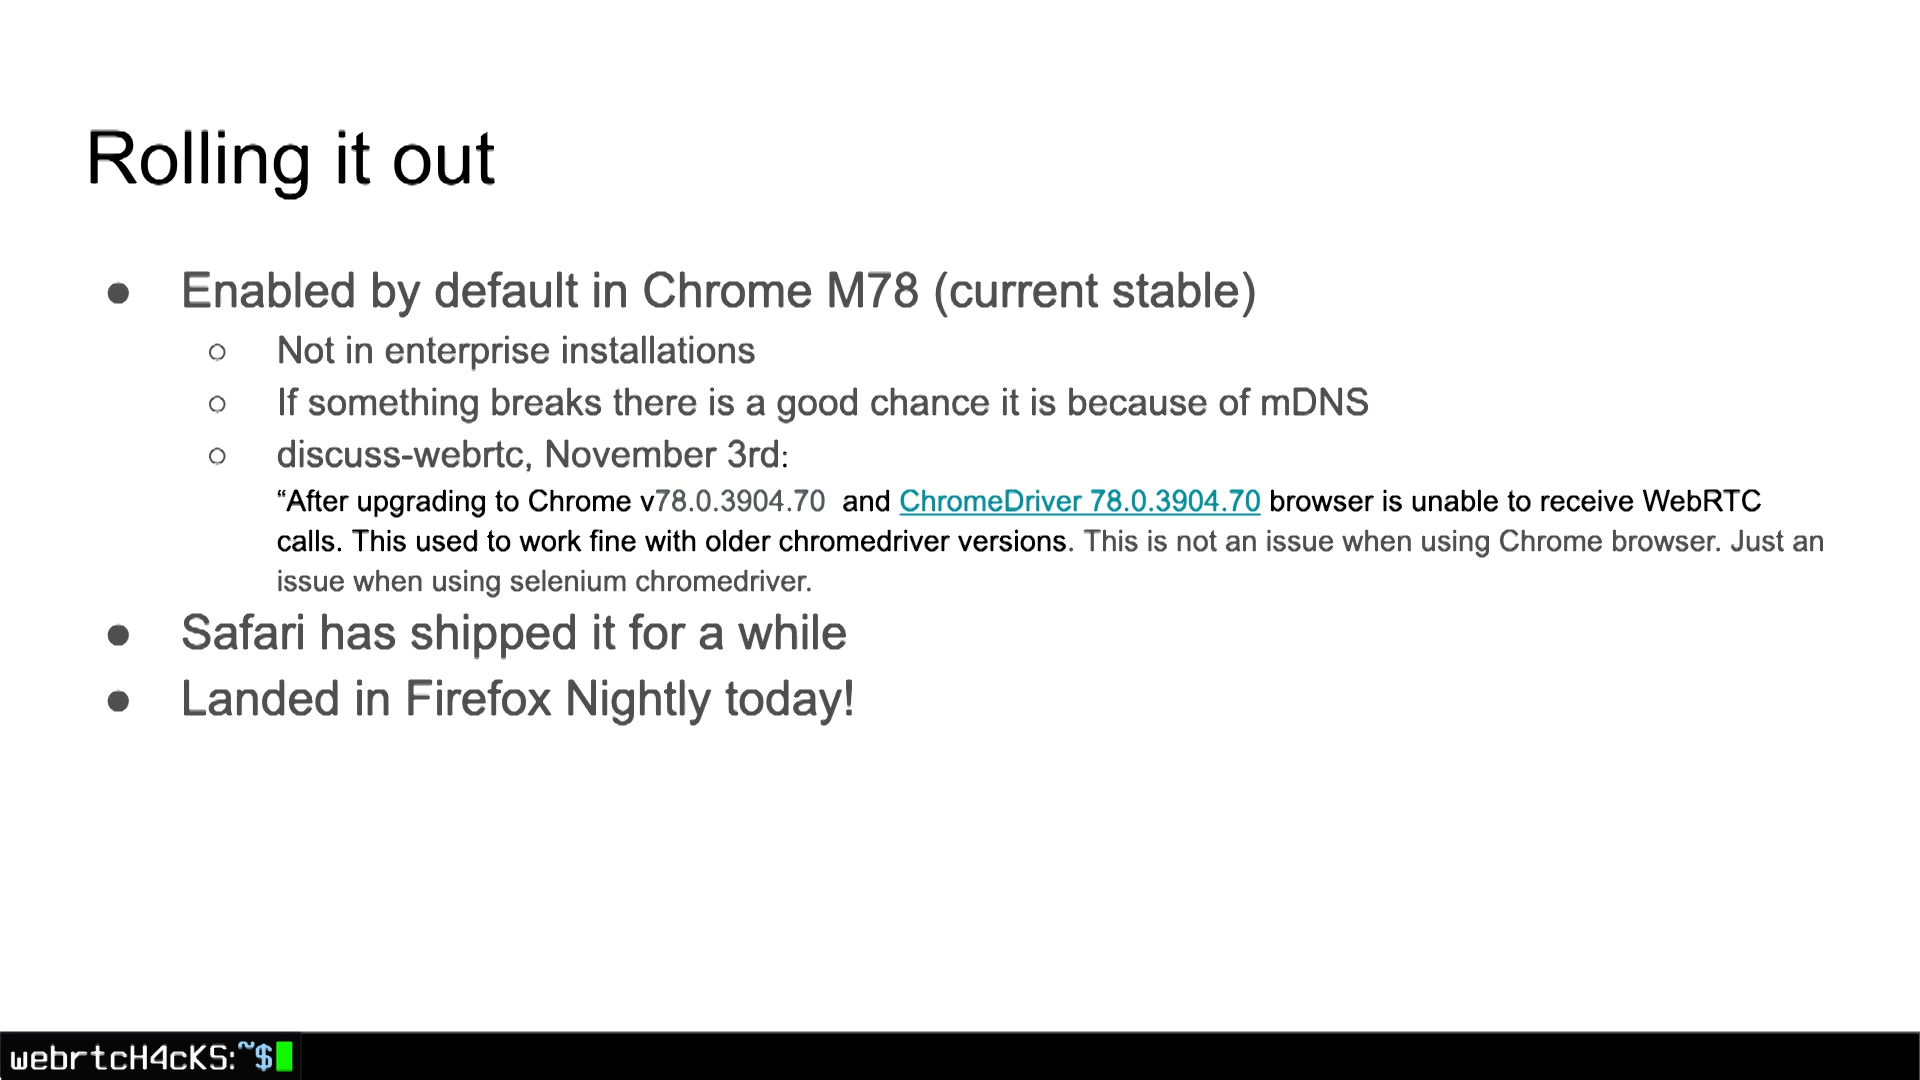 Rolling it out
● Enabled by default in Chrome M78 (current stable)
○ Not in enterprise installations
○ If something breaks there is a good chance it is because of mDNS
○ discuss-webrtc, November 3rd:
“After upgrading to Chrome v78.0.3904.70 and ChromeDriver 78.0.3904.70 browser is unable to receive WebRTC
calls. This used to work fine with older chromedriver versions. This is not an issue when using Chrome browser. Just an
issue when using selenium chromedriver.
● Safari has shipped it for a while
● Landed in Firefox Nightly today!
webrtcH4cKS:~$